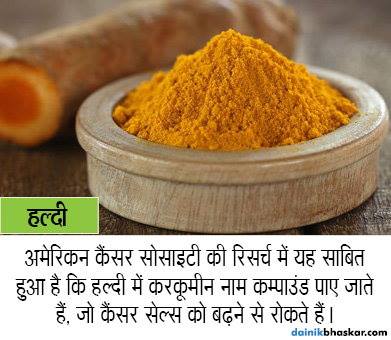 हल्दी
अमेरिकन कैंसर सोसाइटी की रिसर्च में यह साबित
हुआ है कि हल्दी में करकूमीन नाम कम्पाउंड पाए जाते
हैं, जो कैंसर सेल्स को बढ़ने से रोकते हैं।
dainikbhaskar.com